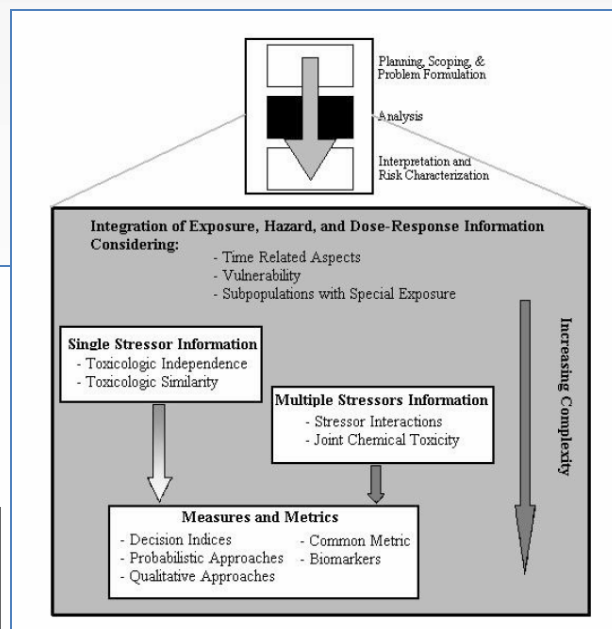 Planning, Scoping, &
Problem Formulation
Analysis
Interpretation and
Risk Characterization
Integration of Exposure, Hazard, and Dose-Response Information
Considering:
- Time Related Aspects
- Vulnerability
- Subpopulations with Special Exposure
Single Stressor Information
- Toxicologic Independence
- Toxicologic Similarity
Multiple Stressors Information
- Stressor Interactions
- Joint Chemical Toxicity
Increasing Complexity
Measures and Metrics
- Decision Indices
- Common Metric
- Probabilistic Approaches
- Biomarkers
- Qualitative Approaches